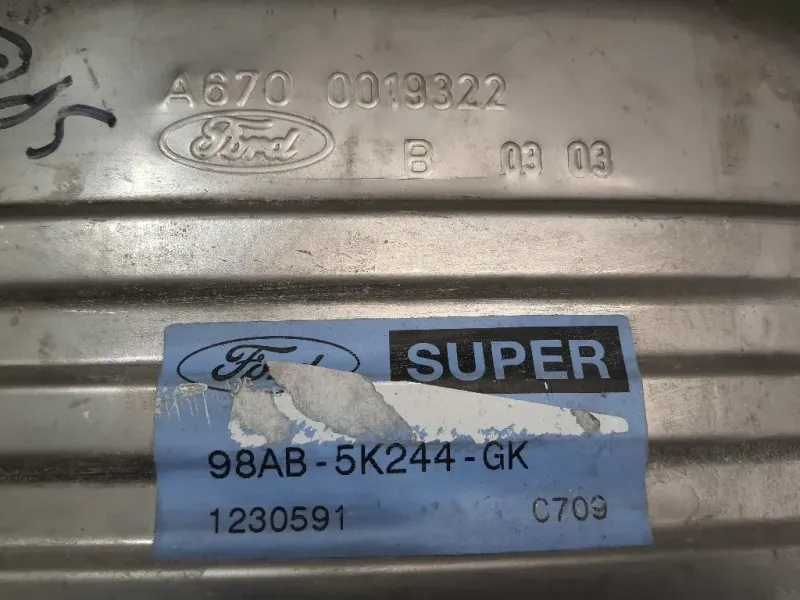 A670 0019322
Ford B 03 03
Ford SUPER
98AB-5K244-GK
1230591 C709